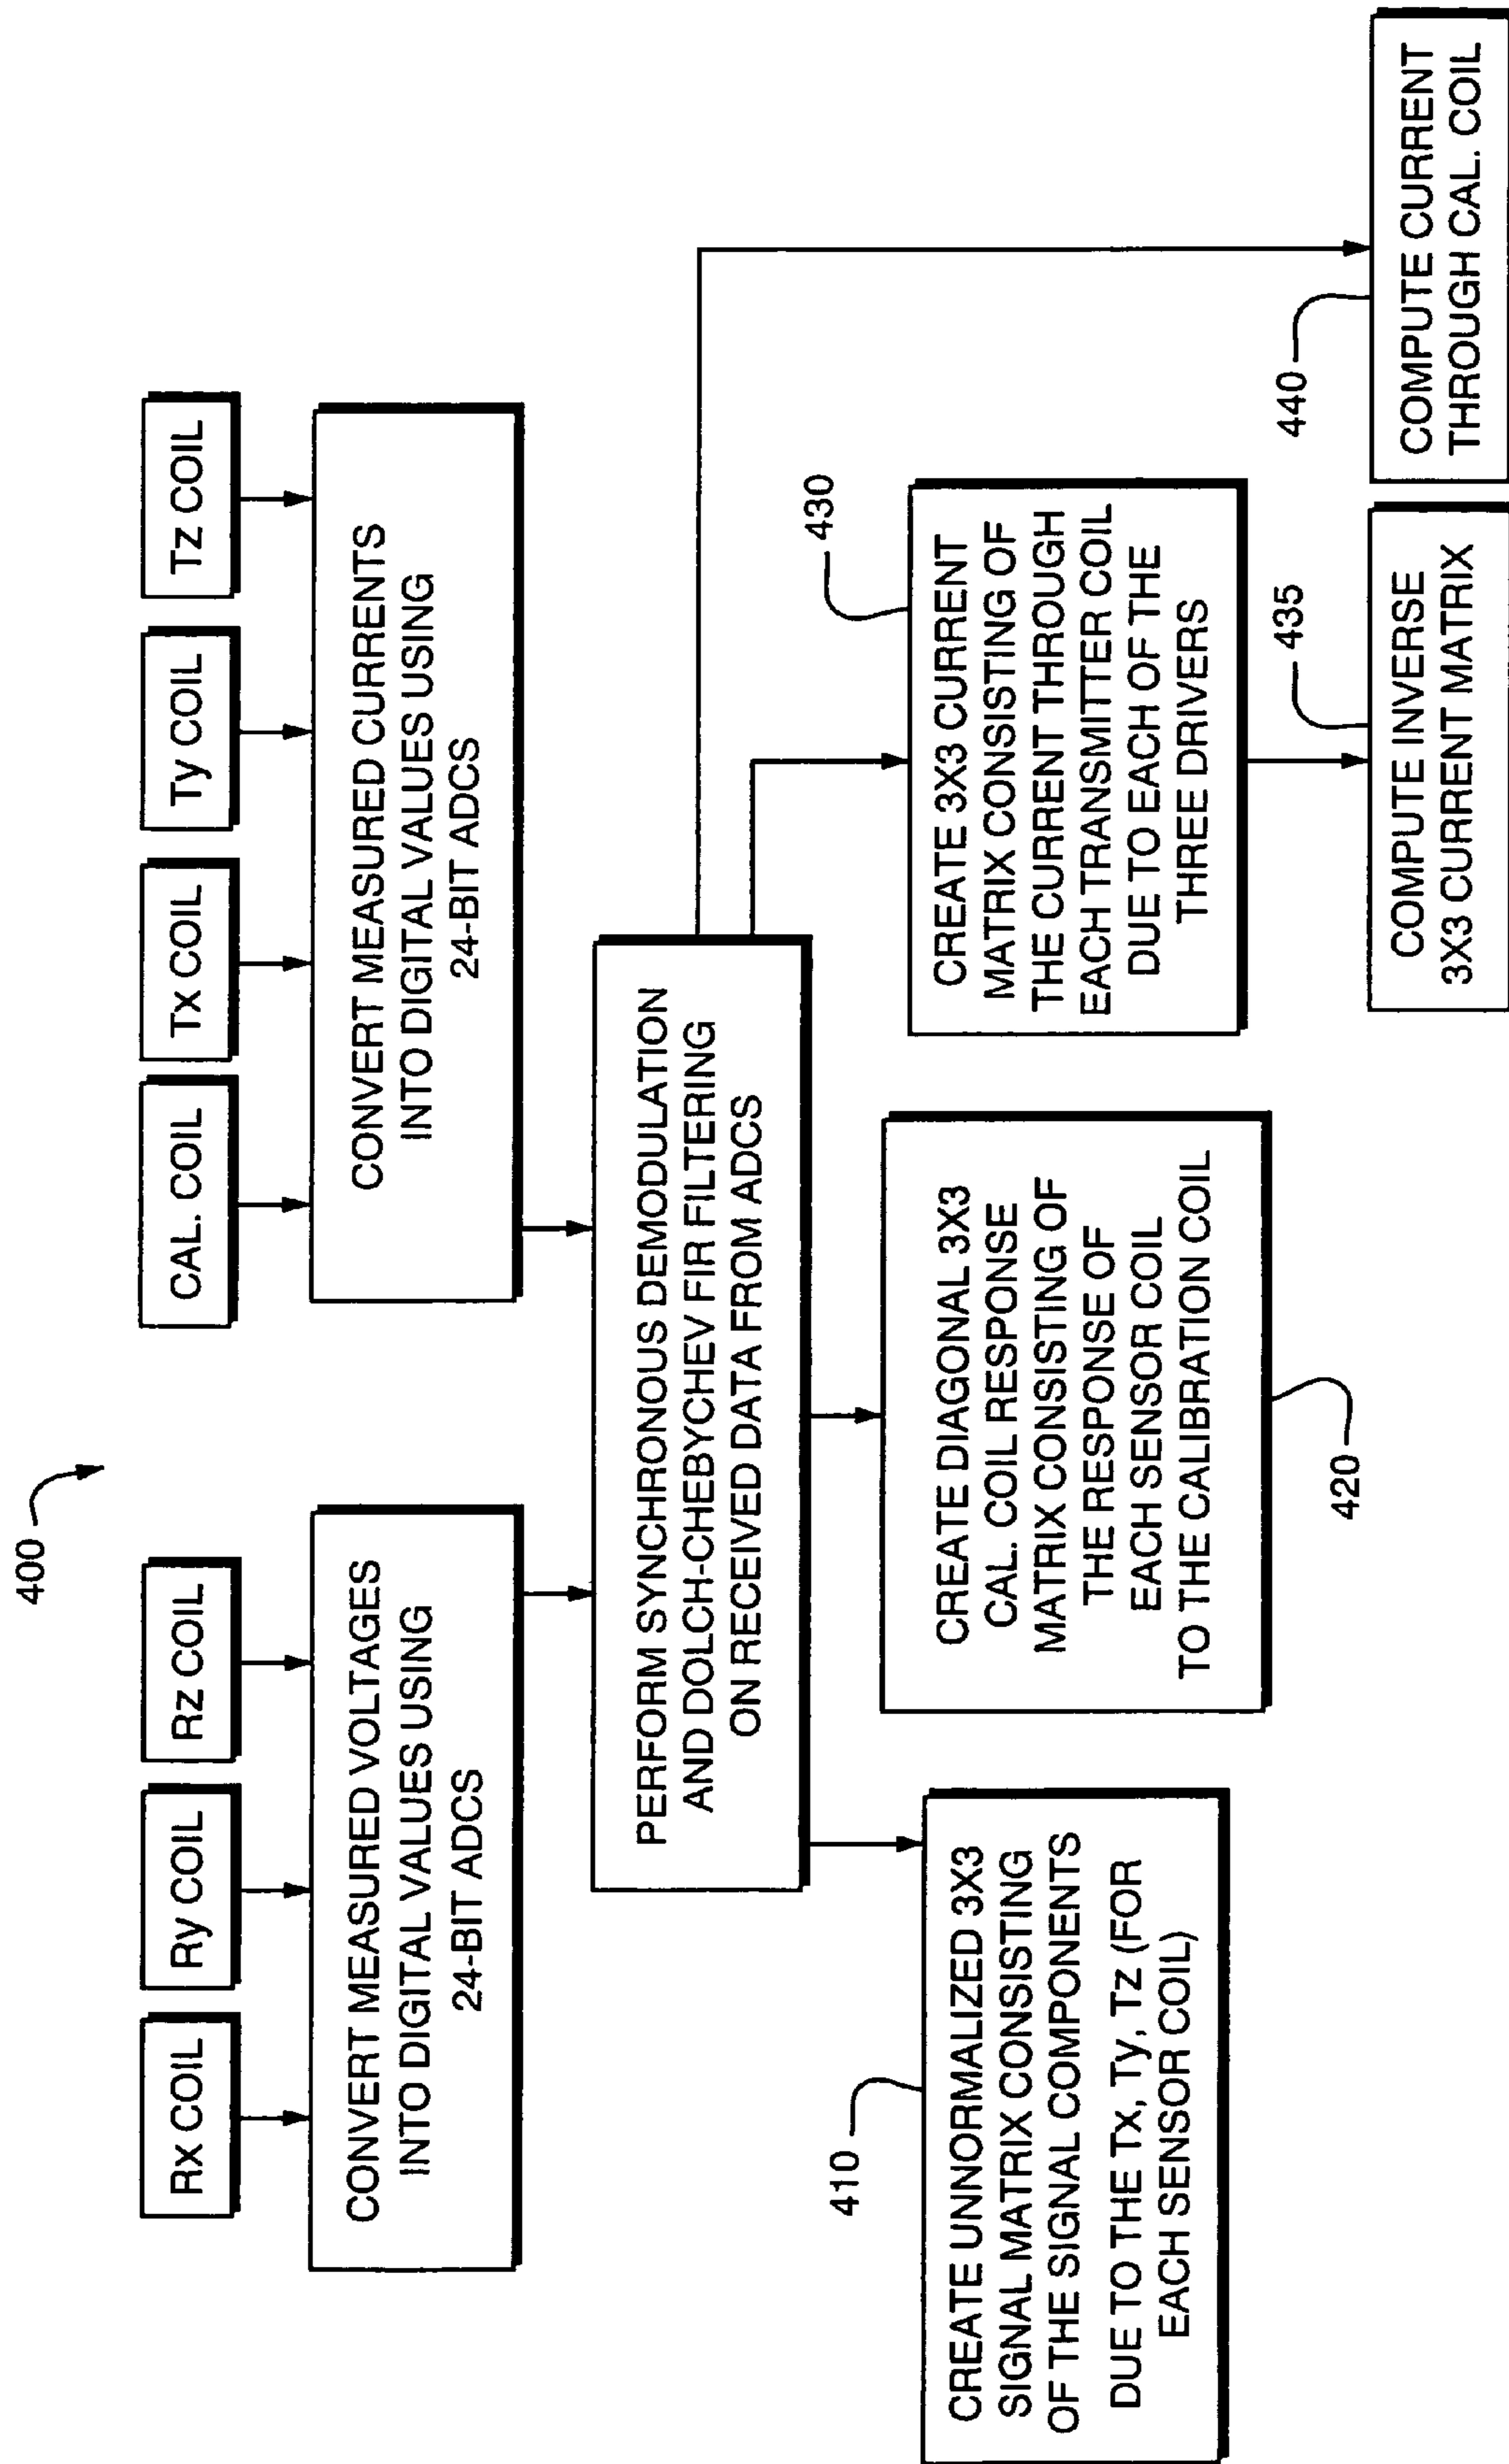 400
Rx COIL
Ry COIL
Rz COIL
CAL. COIL
Tx COIL
Ty COIL
Tz COIL
CONVERT MEASURED VOLTAGES
INTO DIGITAL VALUES USING
24-BIT ADCS
CONVERT MEASURED CURRENTS
INTO DIGITAL VALUES USING
24-BIT ADCS
PERFORM SYNCHRONOUS DEMODULATION
AND DOLCH-CHEBYCHEV FIR FILTERING
ON RECEIVED DATA FROM ADCS
410
CREATE UNNORMALIZED 3X3
SIGNAL MATRIX CONSISTING
OF THE SIGNAL COMPONENTS
DUE TO THE Tx, Ty, Tz (FOR
EACH SENSOR COIL)
CREATE DIAGONAL 3X3
CAL. COIL RESPONSE
MATRIX CONSISTING OF
THE RESPONSE OF
EACH SENSOR COIL
TO THE CALIBRATION COIL
420
430
CREATE 3X3 CURRENT
MATRIX CONSISTING OF
THE CURRENT THROUGH
EACH TRANSMITTER COIL
DUE TO EACH OF THE
THREE DRIVERS
435
COMPUTE INVERSE
3X3 CURRENT MATRIX
440
COMPUTE CURRENT
THROUGH CAL. COIL